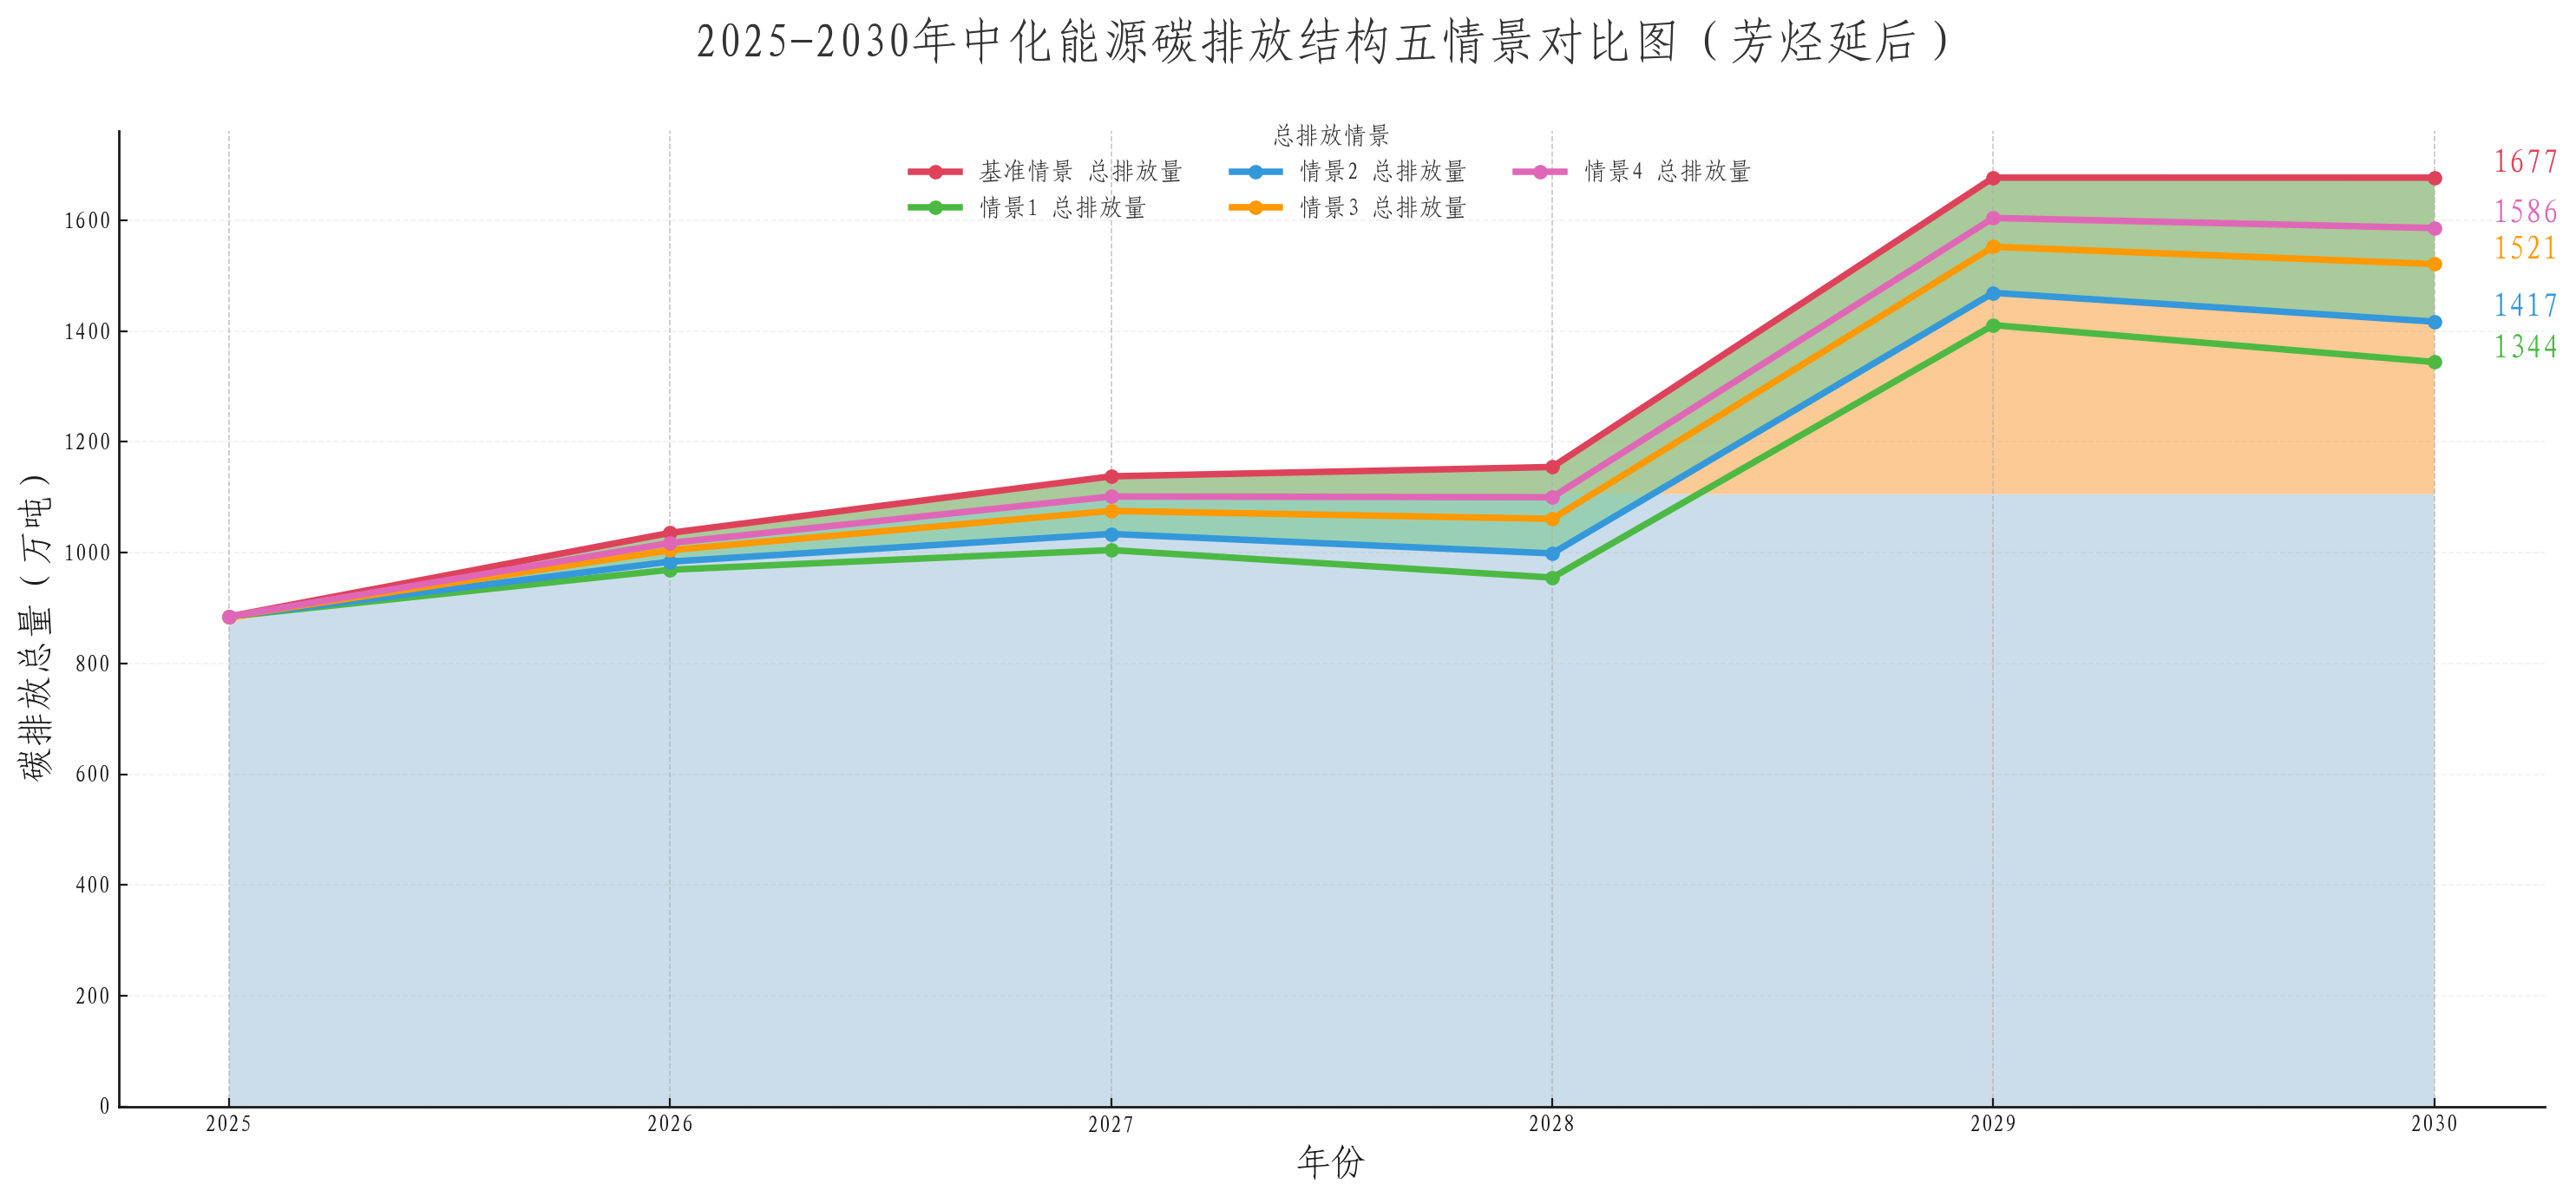 2025-2030年中化能源碳排放结构五情景对比图（芳烃延后）
总排放情景
基准情景 总排放量
情景2 总排放量
情景4 总排放量
情景1 总排放量
情景3 总排放量
1677
1586
1521
1417
1344
碳排放总量（万吨）
1600
1400
1200
1000
800
600
400
200
0
2025
2026
2027
2028
2029
2030
年份